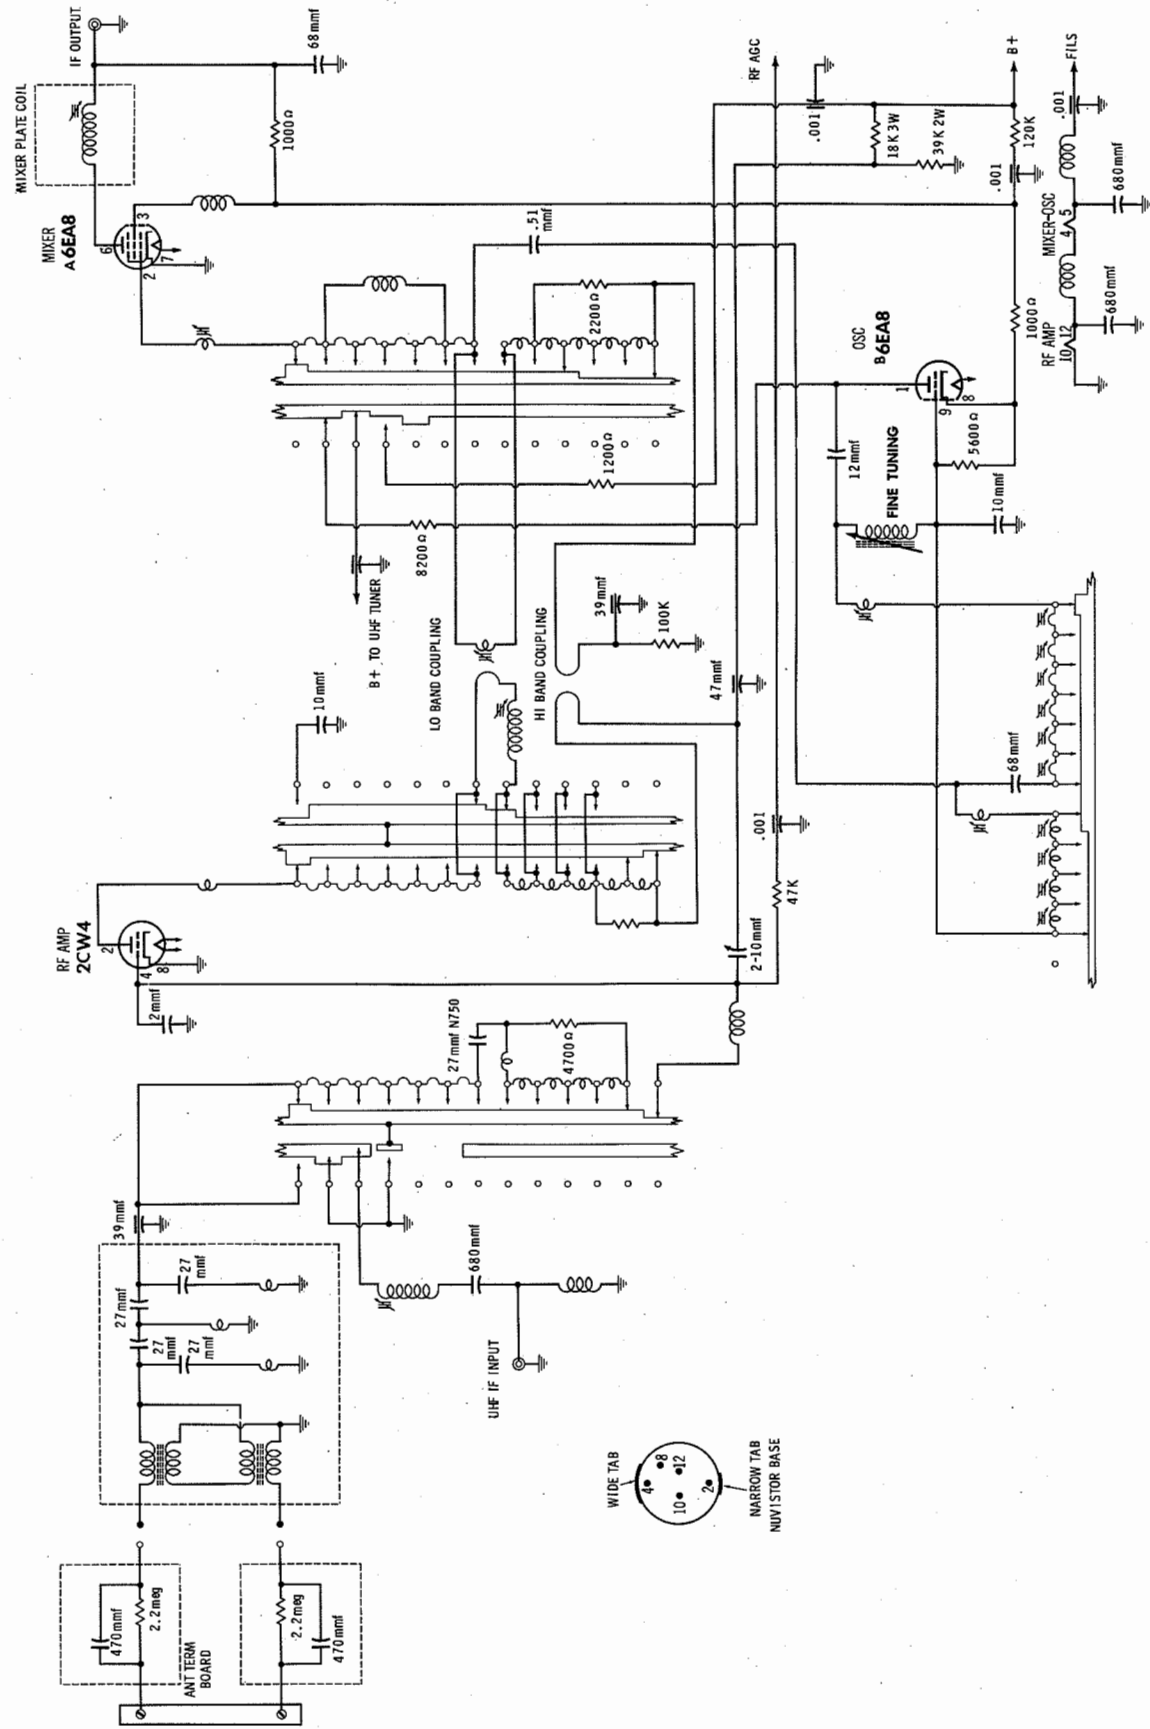 IF OUTPUT
68mmf
MIXER PLATE COIL
1000Ω
MIXER
A6EA8
6
3
2
7
RF AGC
B+
FILS
.001
.001
18K 3W
39K 2W
120K
.001
680mmf
MIXER-OSC
4 5
.51
mmf
2200Ω
1000Ω
RF AMP
10 12
680mmf
OSC
B6EA8
1
9
8
5600Ω
10mmf
12mmf
FINE TUNING
1200Ω
8200Ω
B+ TO UHF TUNER
39mmf
100K
LO BAND COUPLING
HI BAND COUPLING
10mmf
47mmf
68mmf
.001
47K
2-10mmf
RF AMP
2CW4
2
4
8
2mmf
27mmf N750
4700Ω
39mmf
27
mmf
27mmf
27
mmf
27
mmf
680mmf
UHF IF INPUT
WIDE TAB
4
8
12
10
2
NARROW TAB
NUVISTOR BASE
470mmf
2.2meg
ANT TERM
BOARD
2.2meg
470mmf